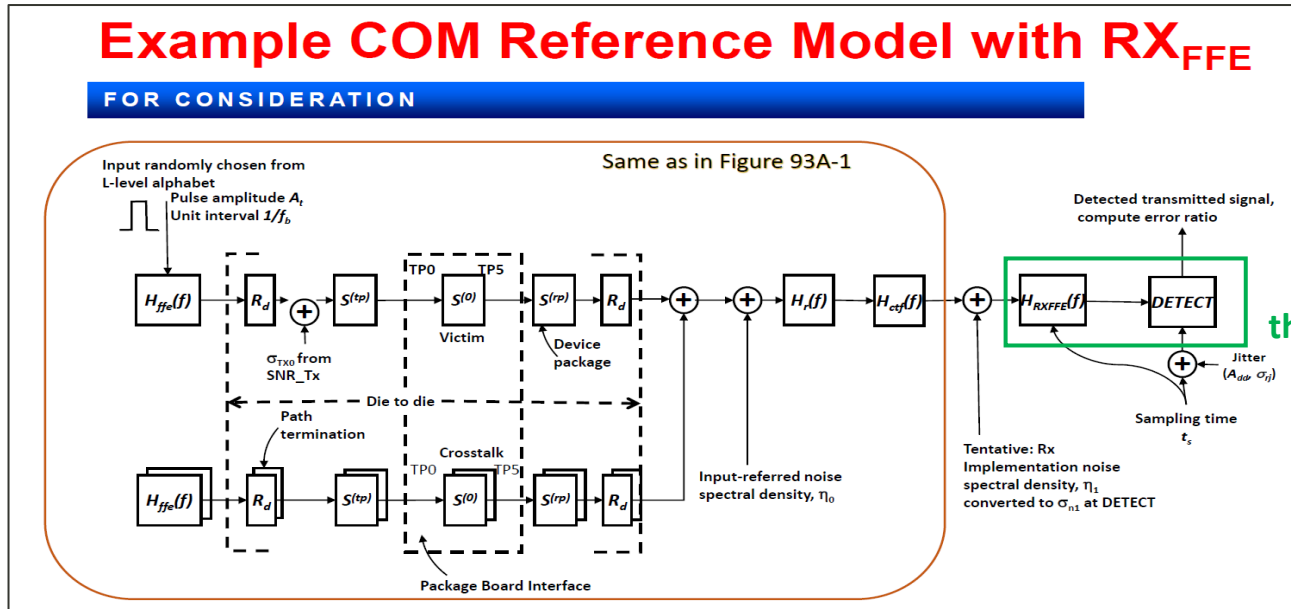 Example COM Reference Model with RXFFE
FOR CONSIDERATION
Same as in Figure 93A-1
Input randomly chosen from
L-level alphabet
Pulse amplitude At
Unit interval 1/fb
Detected transmitted signal,
compute error ratio
TP0 TP5
Hffe(f) Rd + S(tp) S(0) S(rp) Rd + + Hr(f) Hctf(f) + HRXFFE(f) DETECT
th
Victim
Device
package
σTX0 from
SNR_Tx
+
Jitter
(Add, σrj)
Die to die
Path
termination
Sampling time
ts
Crosstalk
TP0 TP5
Hffe(f) Rd S(tp) S(0) S(rp) Rd
Input-referred noise
spectral density, η0
Tentative: Rx
Implementation noise
spectral density, η1
converted to σn1 at DETECT
Package Board Interface